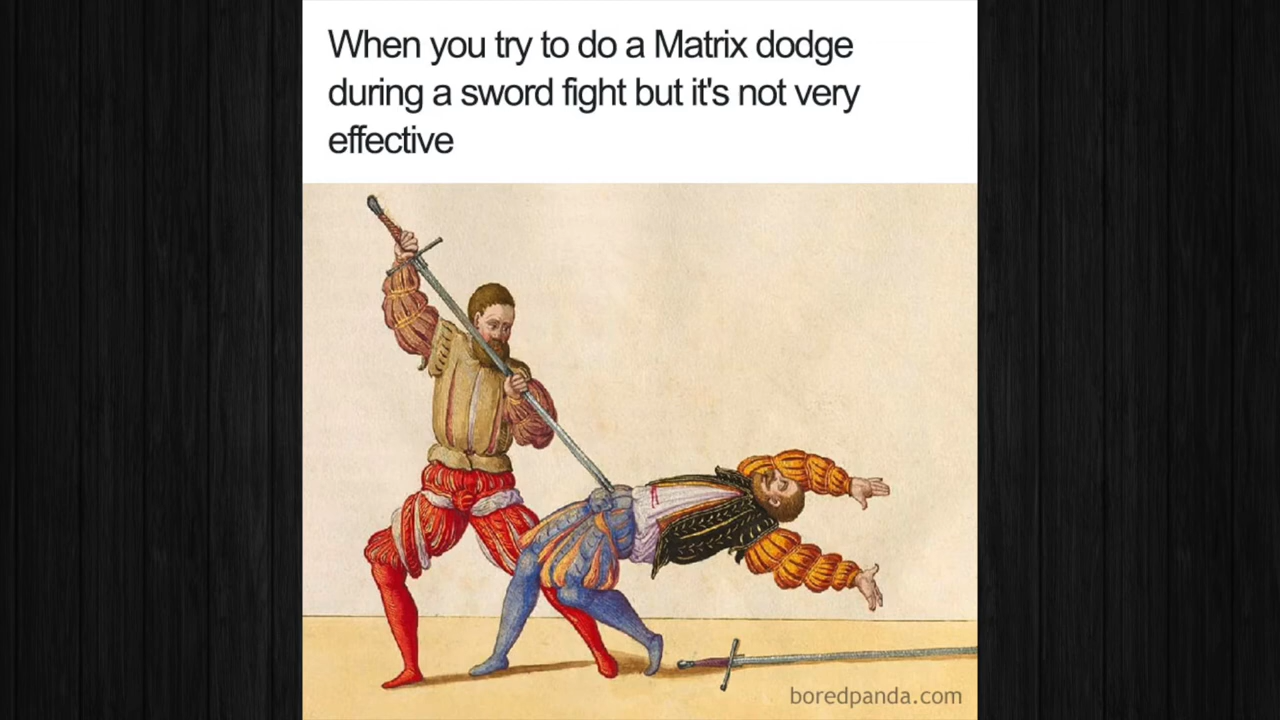 When you try to do a Matrix dodge
during a sword fight but it's not very
effective
boredpanda.com